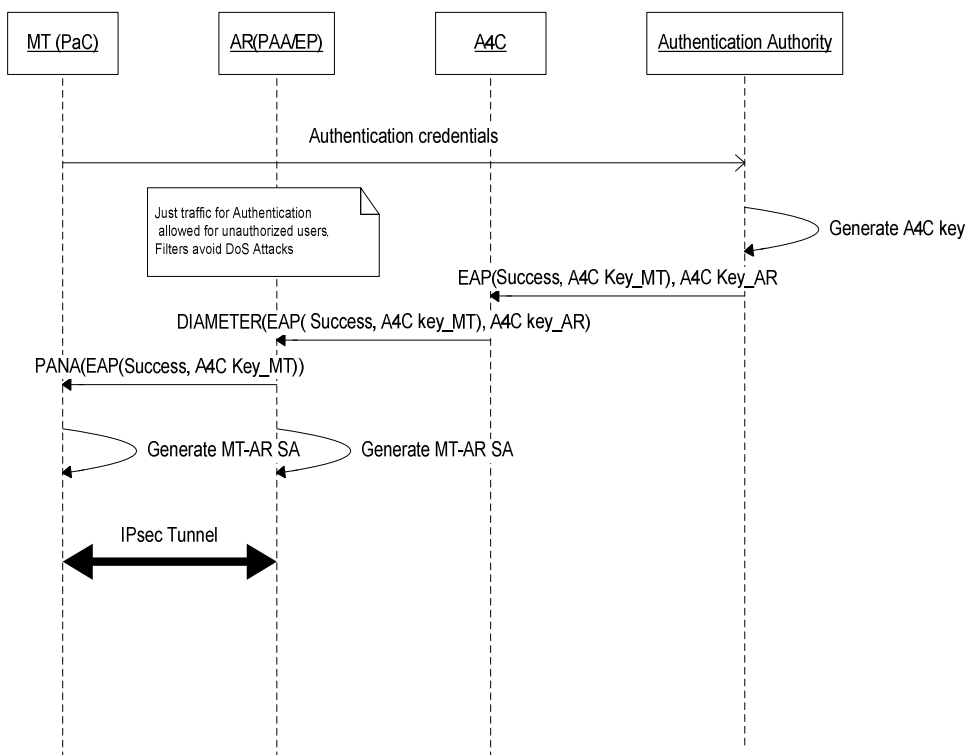 MT (PaC)
AR(PAA/EP)
A4C
Authentication Authority
Authentication credentials
Just traffic for Authentication
allowed for unauthorized users.
Filters avoid DoS Attacks
Generate A4C key
EAP(Success, A4C Key_MT), A4C Key_AR
DIAMETER(EAP( Success, A4C key_MT), A4C key_AR)
PANA(EAP(Success, A4C Key_MT))
Generate MT-AR SA
Generate MT-AR SA
IPsec Tunnel